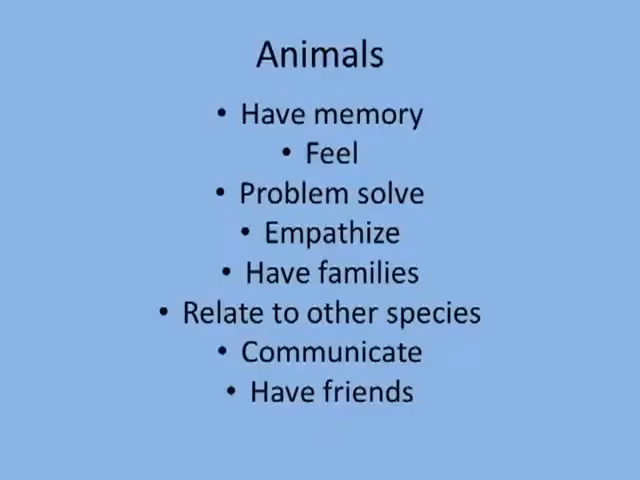 Animals
• Have memory
• Feel
• Problem solve
• Empathize
• Have families
• Relate to other species
• Communicate
• Have friends